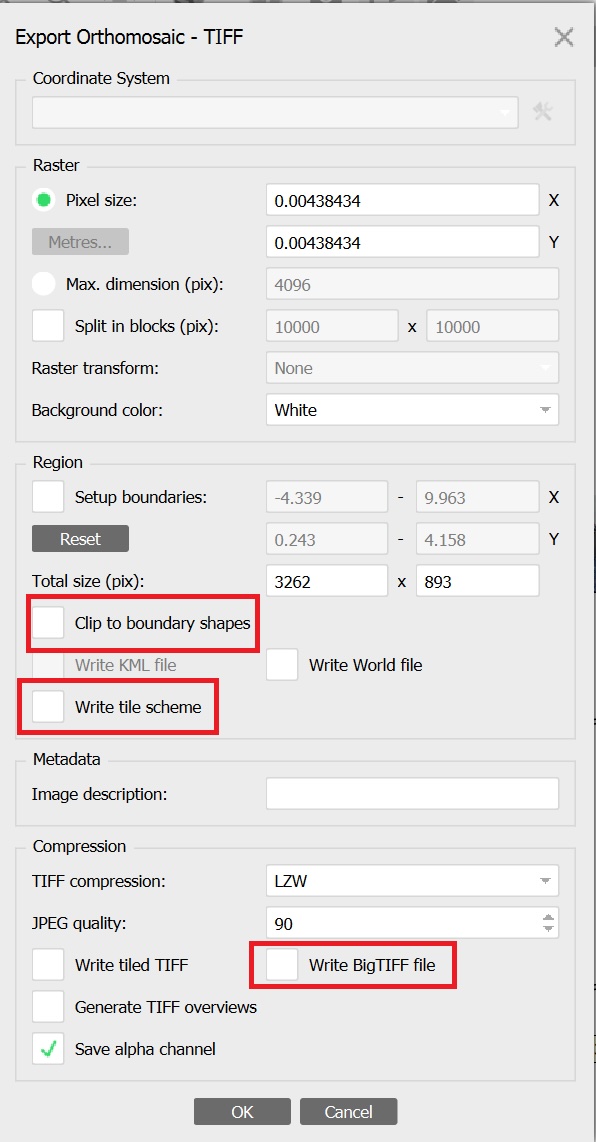 Export Orthomosaic - TIFF
Coordinate System
Raster
Pixel size: 0.00438434 X
Metres... 0.00438434 Y
Max. dimension (pix): 4096
Split in blocks (pix): 10000 x 10000
Raster transform: None
Background color: White
Region
Setup boundaries: -4.339 - 9.963 X
Reset 0.243 - 4.158 Y
Total size (pix): 3262 x 893
Clip to boundary shapes
Write KML file Write World file
Write tile scheme
Metadata
Image description:
Compression
TIFF compression: LZW
JPEG quality: 90
Write tiled TIFF Write BigTIFF file
Generate TIFF overviews
Save alpha channel
OK Cancel